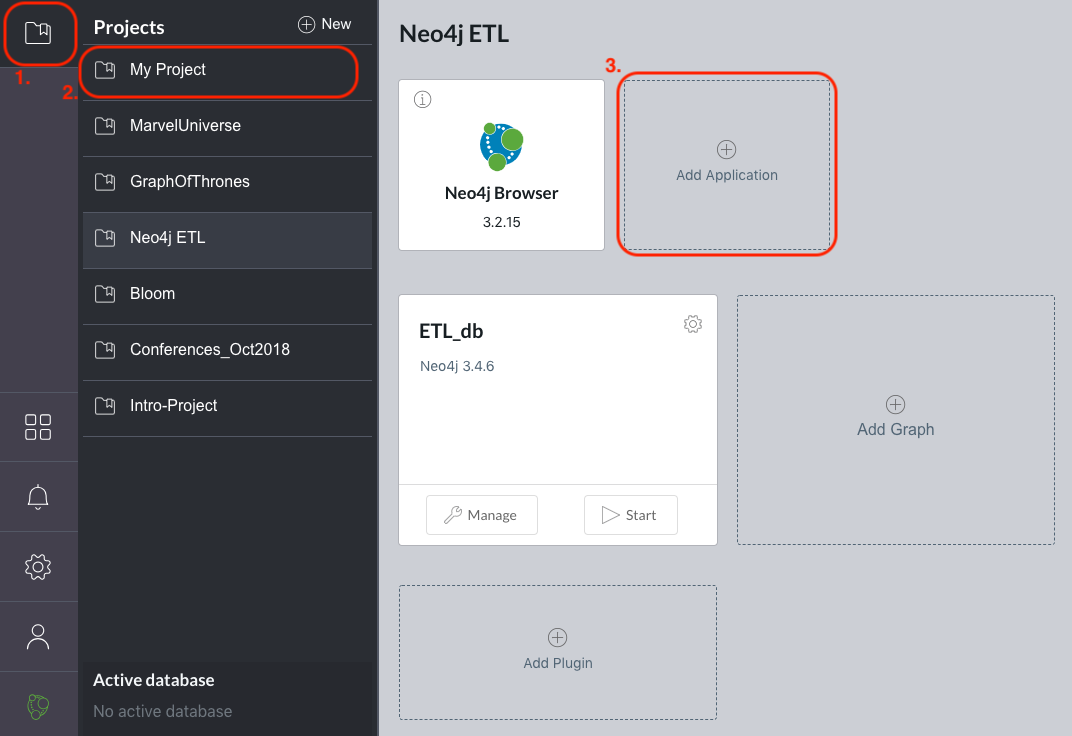 1.
Projects
New
2.
My Project
MarvelUniverse
GraphOfThrones
Neo4j ETL
Bloom
Conferences_Oct2018
Intro-Project
Active database
No active database
Neo4j ETL
3.
Neo4j Browser
3.2.15
Add Application
ETL_db
Neo4j 3.4.6
Manage
Start
Add Graph
Add Plugin